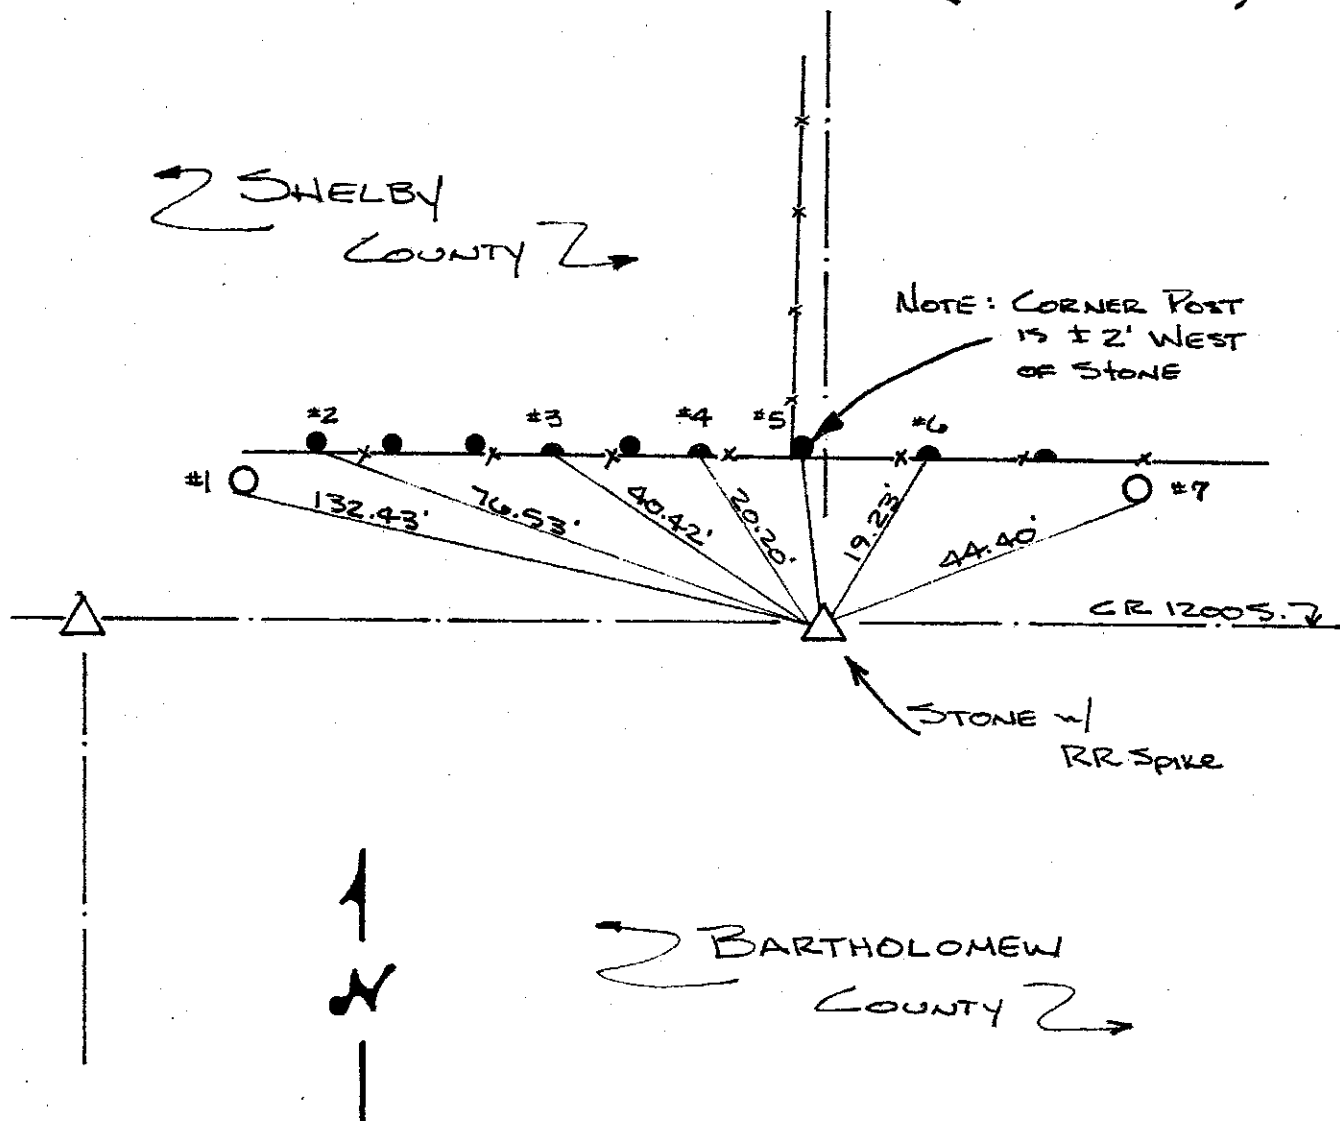 SHELBY
COUNTY
NOTE: CORNER POST
IS ± 2' WEST
OF STONE
#2
#3
#4
#5
#6
#1
132.43'
76.53'
40.42'
20.20'
19.23'
44.40'
#7
CR 1200 S.
STONE w/
RR Spike
N
BARTHOLOMEW
COUNTY